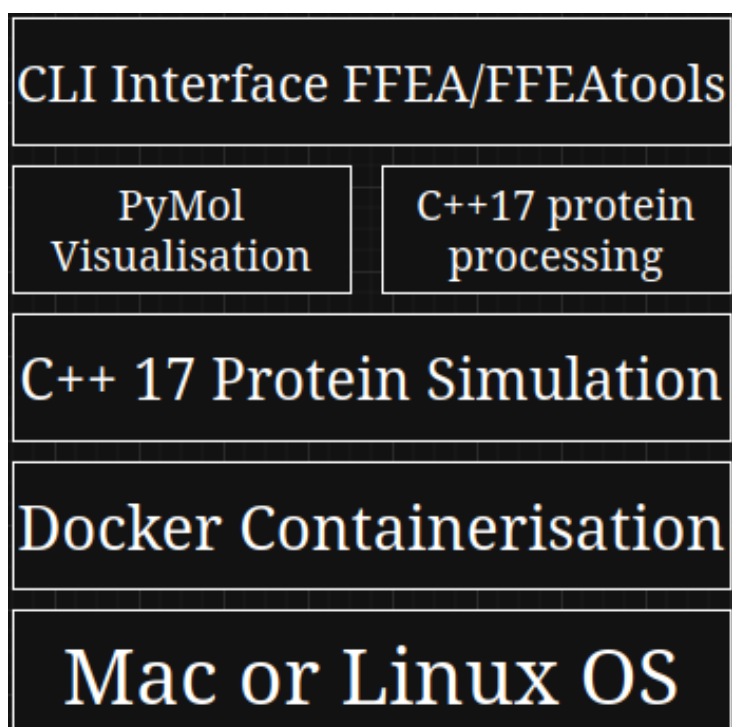 CLI Interface FFEA/FFEAtools
PyMol
Visualisation
C++17 protein
processing
C++ 17 Protein Simulation
Docker Containerisation
Mac or Linux OS